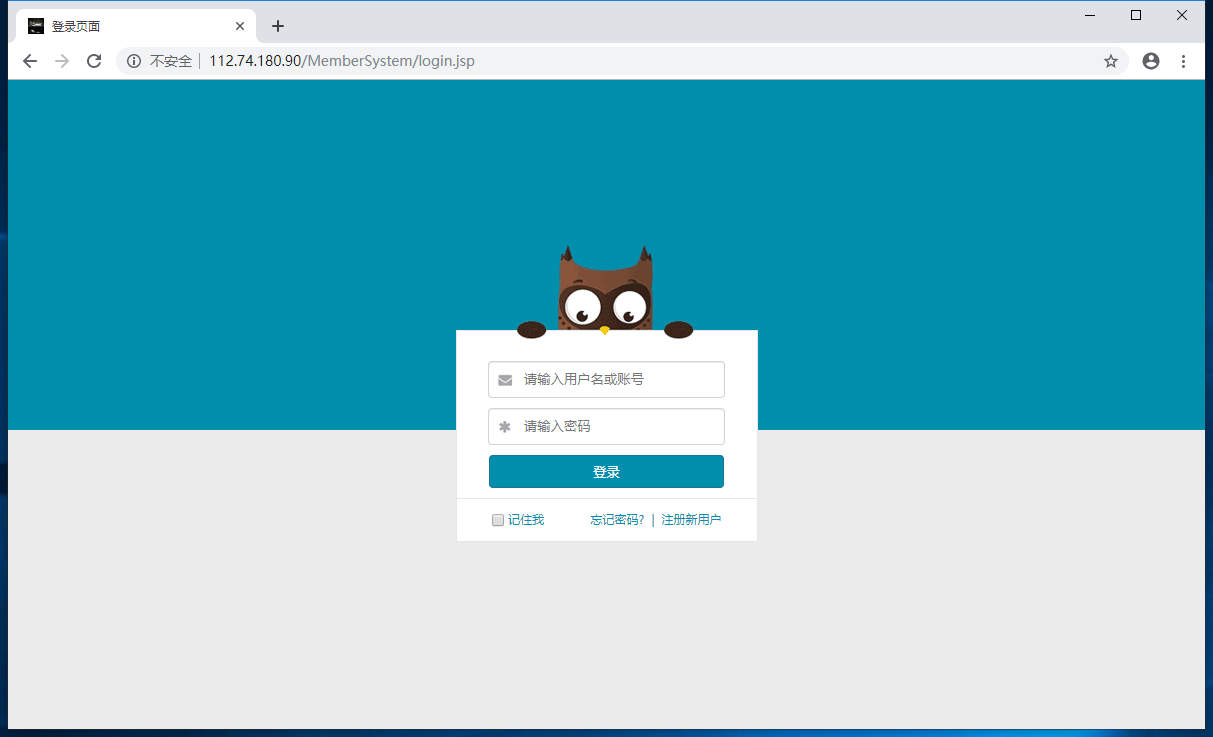 登录页面
不安全 | 112.74.180.90/MemberSystem/login.jsp
请输入用户名或账号
请输入密码
登录
记住我 忘记密码? | 注册新用户